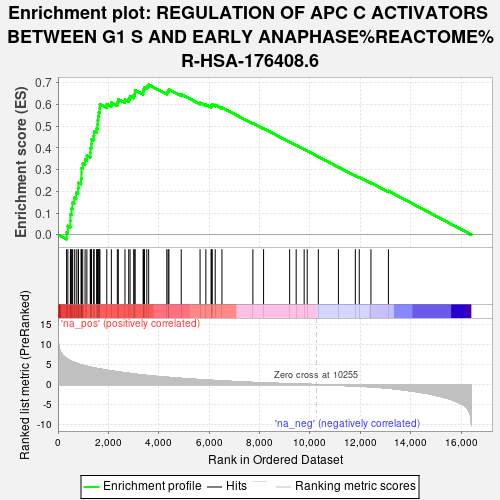 Enrichment plot: REGULATION OF APC C ACTIVATORS
BETWEEN G1 S AND EARLY ANAPHASE%REACTOME%
R-HSA-176408.6
Enrichment score (ES)
0.7
0.6
0.5
0.4
0.3
0.2
0.1
0.0
'na_pos' (positively correlated)
Ranked list metric (PreRanked)
15
10
5
0
-5
-10
Zero cross at 10255
'na_neg' (negatively correlated)
0 2,000 4,000 6,000 8,000 10,000 12,000 14,000 16,000
Rank in Ordered Dataset
Enrichment profile Hits Ranking metric scores